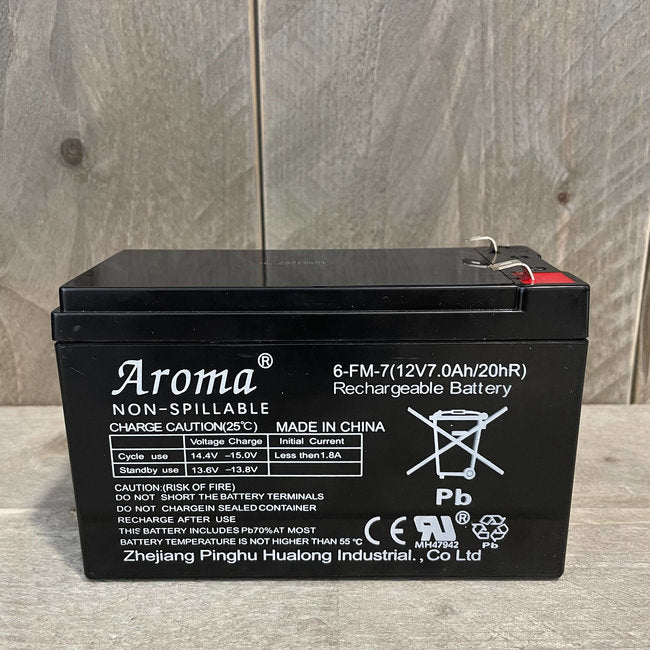 Aroma®
NON-SPILLABLE
6-FM-7(12V7.0Ah/20hR)
Rechargeable Battery
CHARGE CAUTION(25℃) MADE IN CHINA
Voltage Charge Initial Current
Cycle use 14.4V –15.0V Less then1.8A
Standby use 13.6V –13.8V
CAUTION:(RISK OF FIRE)
DO NOT SHORT THE BATTERY TERMINALS
DO NOT CHARGE IN SEALED CONTAINER
RECHARGE AFTER USE
THIS BATTERY INCLUDES Pb70%AT MOST
BATTERY TEMPERATURE IS NOT HIGHER THAN 55 ℃
Zhejiang Pinghu Hualong Industrial., Co Ltd
Pb
CE
RU®
MH47942
Pb